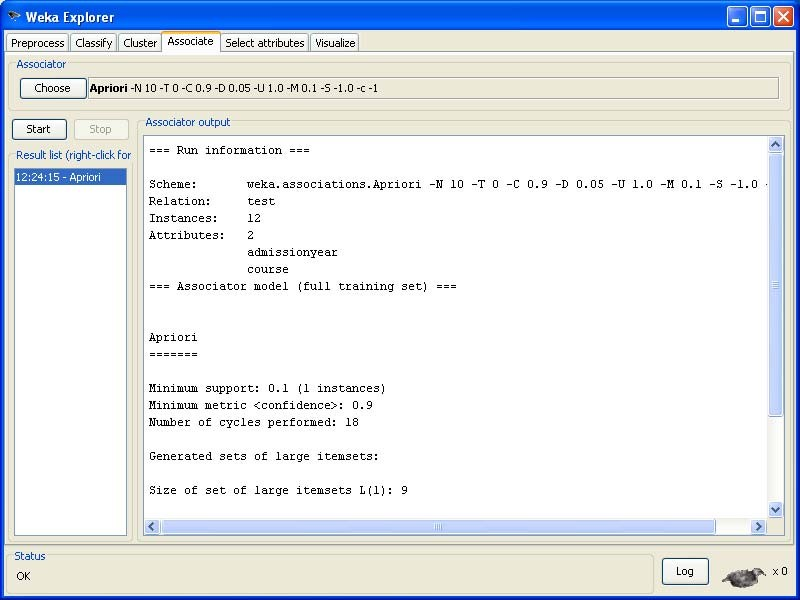 Weka Explorer
Preprocess Classify Cluster Associate Select attributes Visualize
Associator
Choose Apriori -N 10 -T 0 -C 0.9 -D 0.05 -U 1.0 -M 0.1 -S -1.0 -c -1
Start Stop
Result list (right-click for
12:24:15 - Apriori
Associator output
=== Run information ===
Scheme: weka.associations.Apriori -N 10 -T 0 -C 0.9 -D 0.05 -U 1.0 -M 0.1 -S -1.0 -
Relation: test
Instances: 12
Attributes: 2
admissionyear
course
=== Associator model (full training set) ===
Apriori
=======
Minimum support: 0.1 (1 instances)
Minimum metric <confidence>: 0.9
Number of cycles performed: 18
Generated sets of large itemsets:
Size of set of large itemsets L(1): 9
Status
OK
Log
x 0